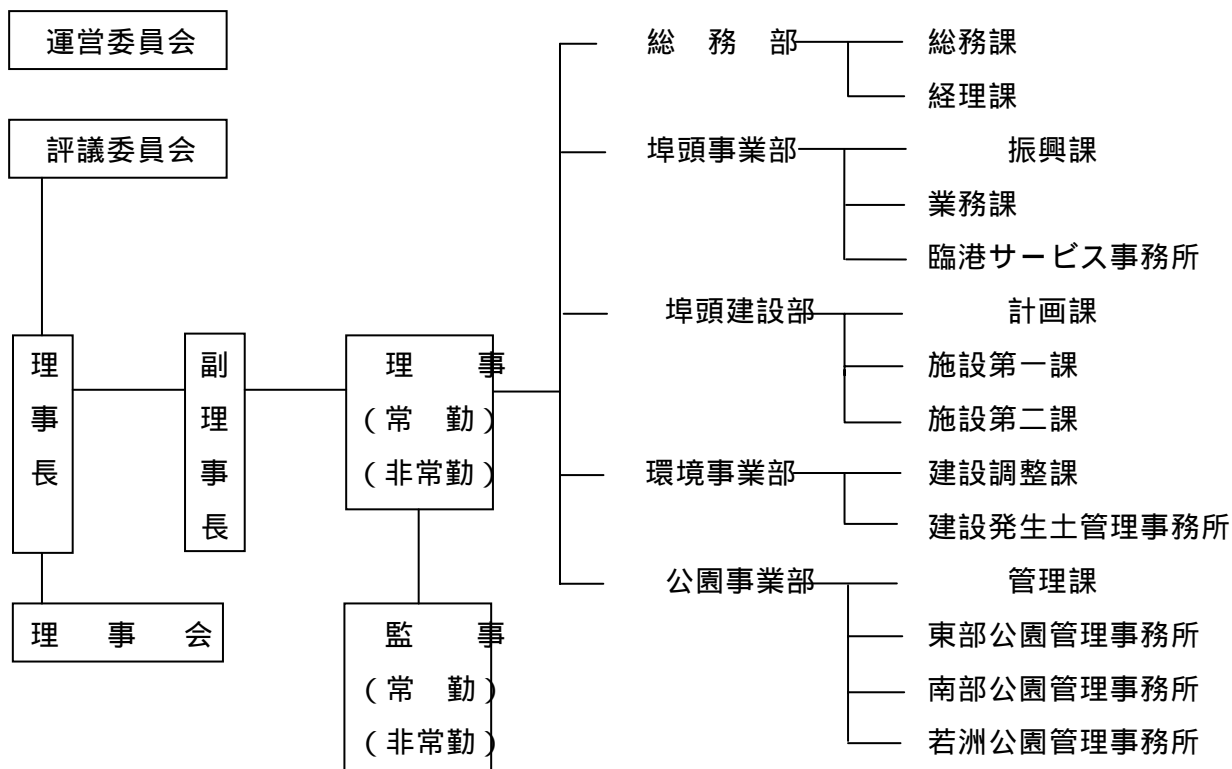 運営委員会
評議委員会
理事長
副理事長
理事会
理　　事
（常　勤）
（非常勤）
監　　事
（常　勤）
（非常勤）
総　務　部
総務課
経理課
埠頭事業部
振興課
業務課
臨港サービス事務所
埠頭建設部
計画課
施設第一課
施設第二課
環境事業部
建設調整課
建設発生土管理事務所
公園事業部
管理課
東部公園管理事務所
南部公園管理事務所
若洲公園管理事務所